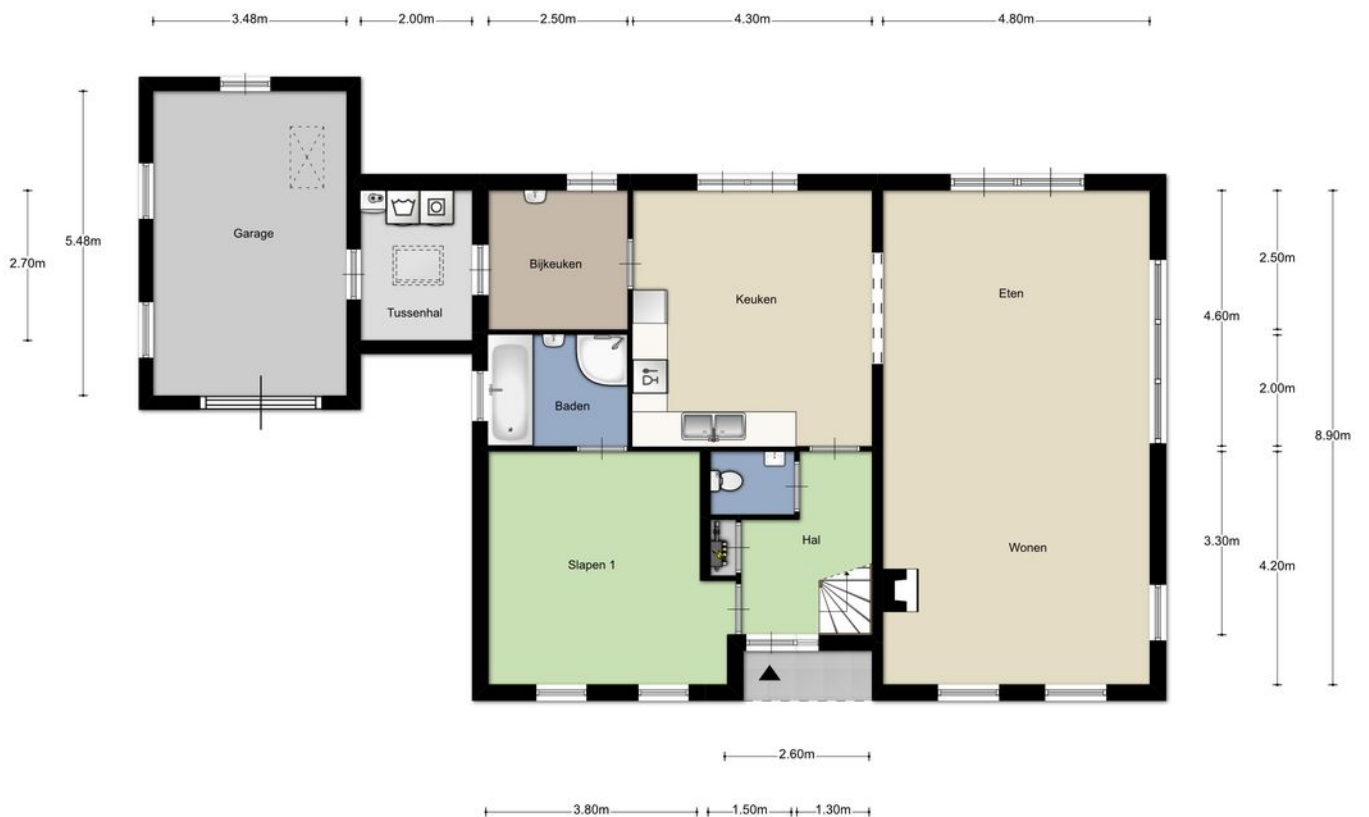 3.48m 2.00m 2.50m 4.30m 4.80m
5.48m
2.70m
Garage
Tussenhal
Bijkeuken
Keuken
Eten
2.50m
4.60m
2.00m
8.90m
Baden
Slapen 1
Hal
Wonen
3.30m
4.20m
2.60m
3.80m 1.50m 1.30m